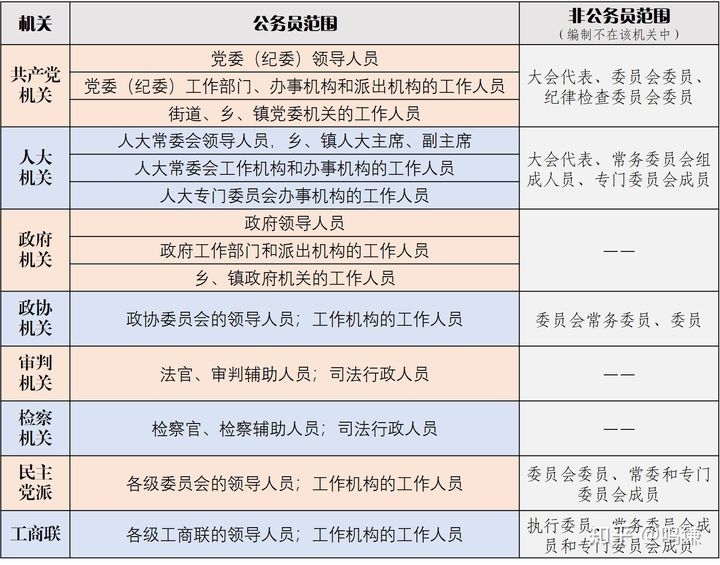 机关 公务员范围 非公务员范围
（编制不在该机关中）
共产党
机关
党委（纪委）领导人员
党委（纪委）工作部门、办事机构和派出机构的工作人员
街道、乡、镇党委机关的工作人员
大会代表、委员会委员、
纪律检查委员会委员
人大
机关
人大常委会领导人员，乡、镇人大主席、副主席
人大常委会工作机构和办事机构的工作人员
人大专门委员会办事机构的工作人员
大会代表、常务委员会组
成人员、专门委员会成员
政府
机关
政府领导人员
政府工作部门和派出机构的工作人员
乡、镇政府机关的工作人员
——
政协
机关
政协委员会的领导人员；工作机构的工作人员
委员会常务委员、委员
审判
机关
法官、审判辅助人员；司法行政人员
——
检察
机关
检察官、检察辅助人员；司法行政人员
——
民主
党派
各级委员会的领导人员；工作机构的工作人员
委员会委员、常委和专门
委员会成员
工商联
各级工商联的领导人员；工作机构的工作人员
执行委员、常务委员会成
员和专门委员会成员
知乎